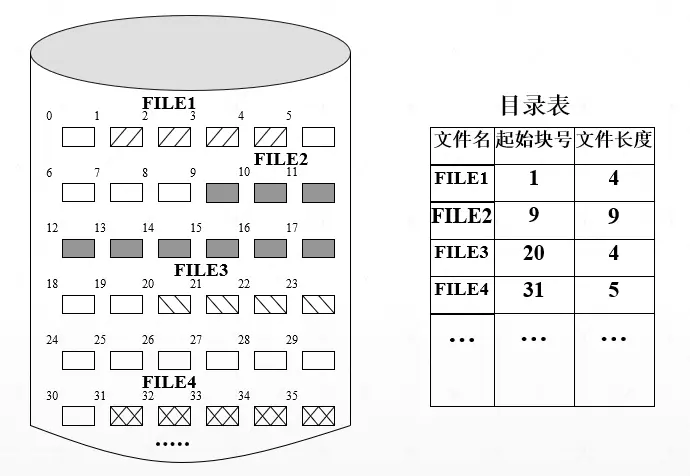 FILE1
0 1 2 3 4 5
FILE2
6 7 8 9 10 11
12 13 14 15 16 17
FILE3
18 19 20 21 22 23
24 25 26 27 28 29
FILE4
30 31 32 33 34 35
.....
目录表
文件名 起始块号 文件长度
FILE1 1 4
FILE2 9 9
FILE3 20 4
FILE4 31 5
… … …